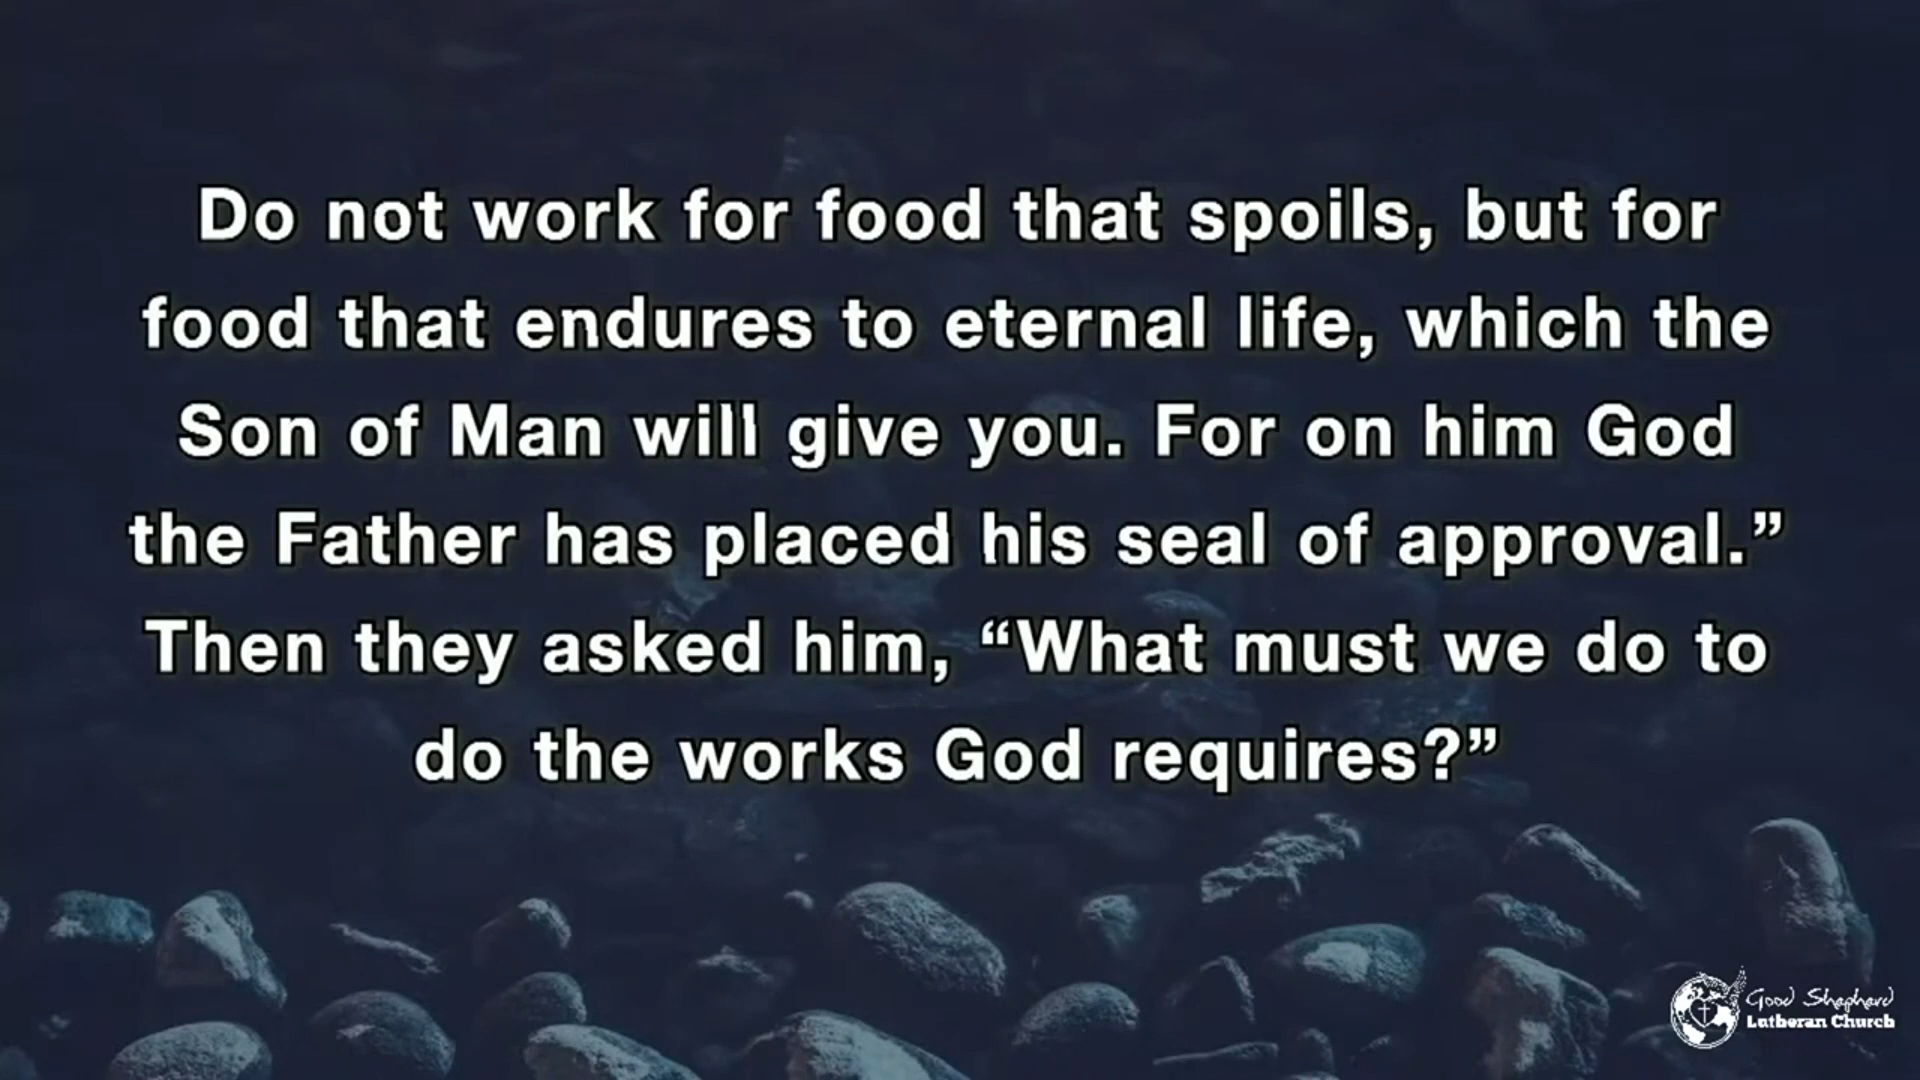 Do not work for food that spoils, but for
food that endures to eternal life, which the
Son of Man will give you. For on him God
the Father has placed his seal of approval.”
Then they asked him, “What must we do to
do the works God requires?”
Good Shepherd
Lutheran Church